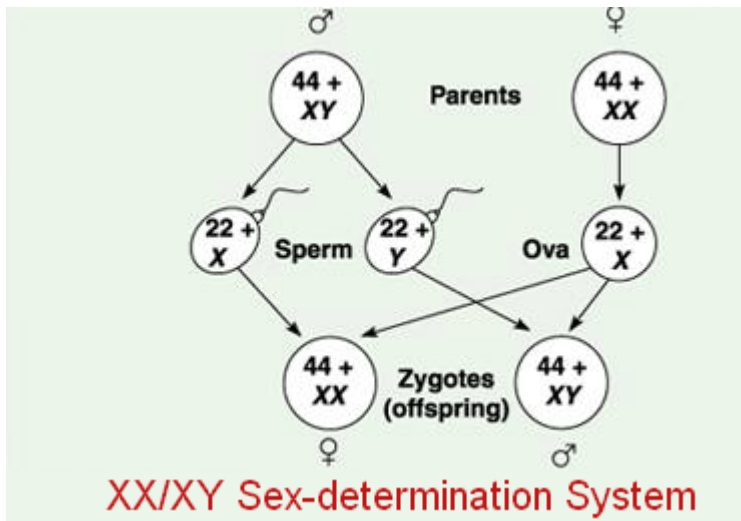 ♂ ♀
44 +
XY
Parents
44 +
XX
22 +
X
Sperm
22 +
Y
Ova
22 +
X
44 +
XX
Zygotes
(offspring)
44 +
XY
♀ ♂
XX/XY Sex-determination System